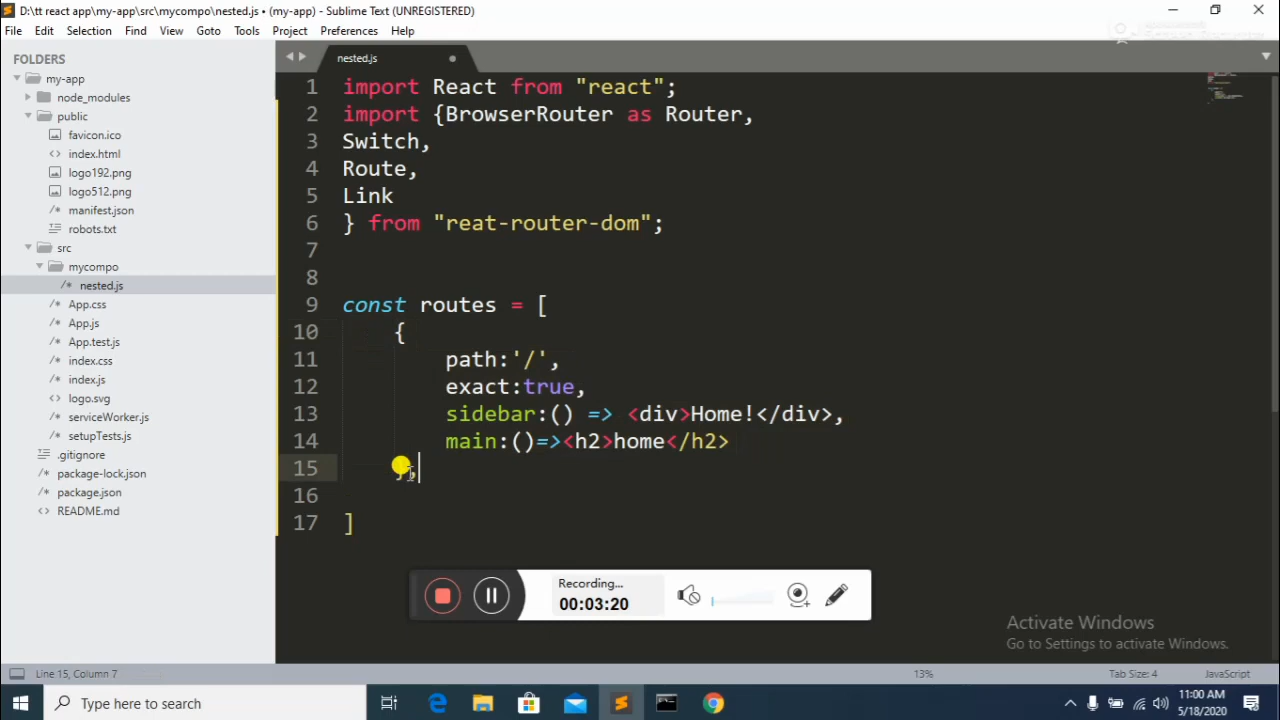 D:\tt react app\my-app\src\mycompo\nested.js • (my-app) - Sublime Text (UNREGISTERED)
File Edit Selection Find View Goto Tools Project Preferences Help
FOLDERS
my-app
node_modules
public
favicon.ico
index.html
logo192.png
logo512.png
manifest.json
robots.txt
src
mycompo
nested.js
App.css
App.js
App.test.js
index.css
index.js
logo.svg
serviceWorker.js
setupTests.js
.gitignore
package-lock.json
package.json
README.md
nested.js
1 import React from "react";
2 import {BrowserRouter as Router,
3 Switch,
4 Route,
5 Link
6 } from "reat-router-dom";
7
8
9 const routes = [
10 {
11 path:'/',
12 exact:true,
13 sidebar:() => <div>Home!</div>,
14 main:()=><h2>home</h2>
15 },
16
17 ]
Recording...
00:03:20
Activate Windows
Go to Settings to activate Windows.
Line 15, Column 7 13% Tab Size: 4 JavaScript
Type here to search
11:00 AM
5/18/2020